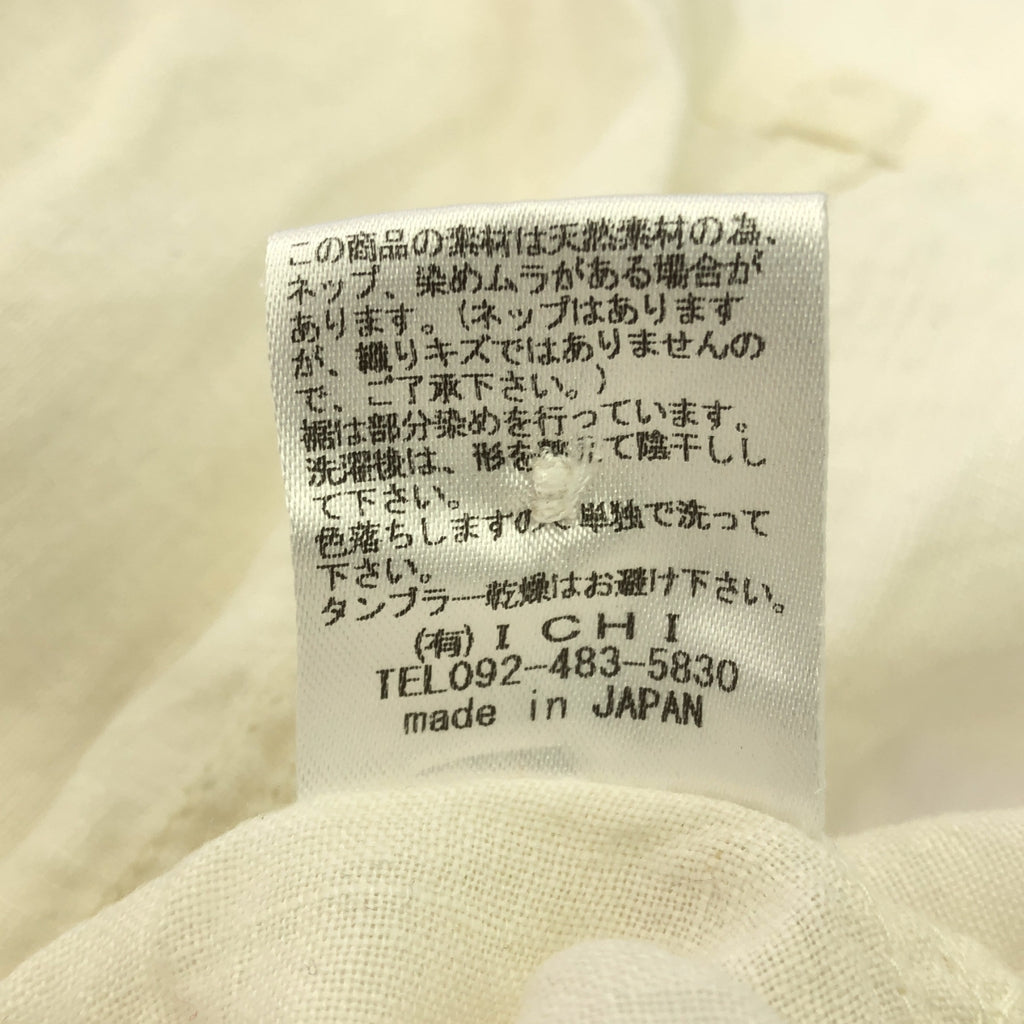 この商品の素材は天然素材の為、
ネップ、染めムラがある場合が
あります。(ネップはあります
が、織りキズではありませんの
で、ご了承下さい。)
裾は部分染めを行っています。
洗濯後は、形を整えて陰干しし
て下さい。
色落ちしますので単独で洗って
下さい。
タンブラー乾燥はお避け下さい。
(有) I C H I
TEL092-483-5830
made in JAPAN